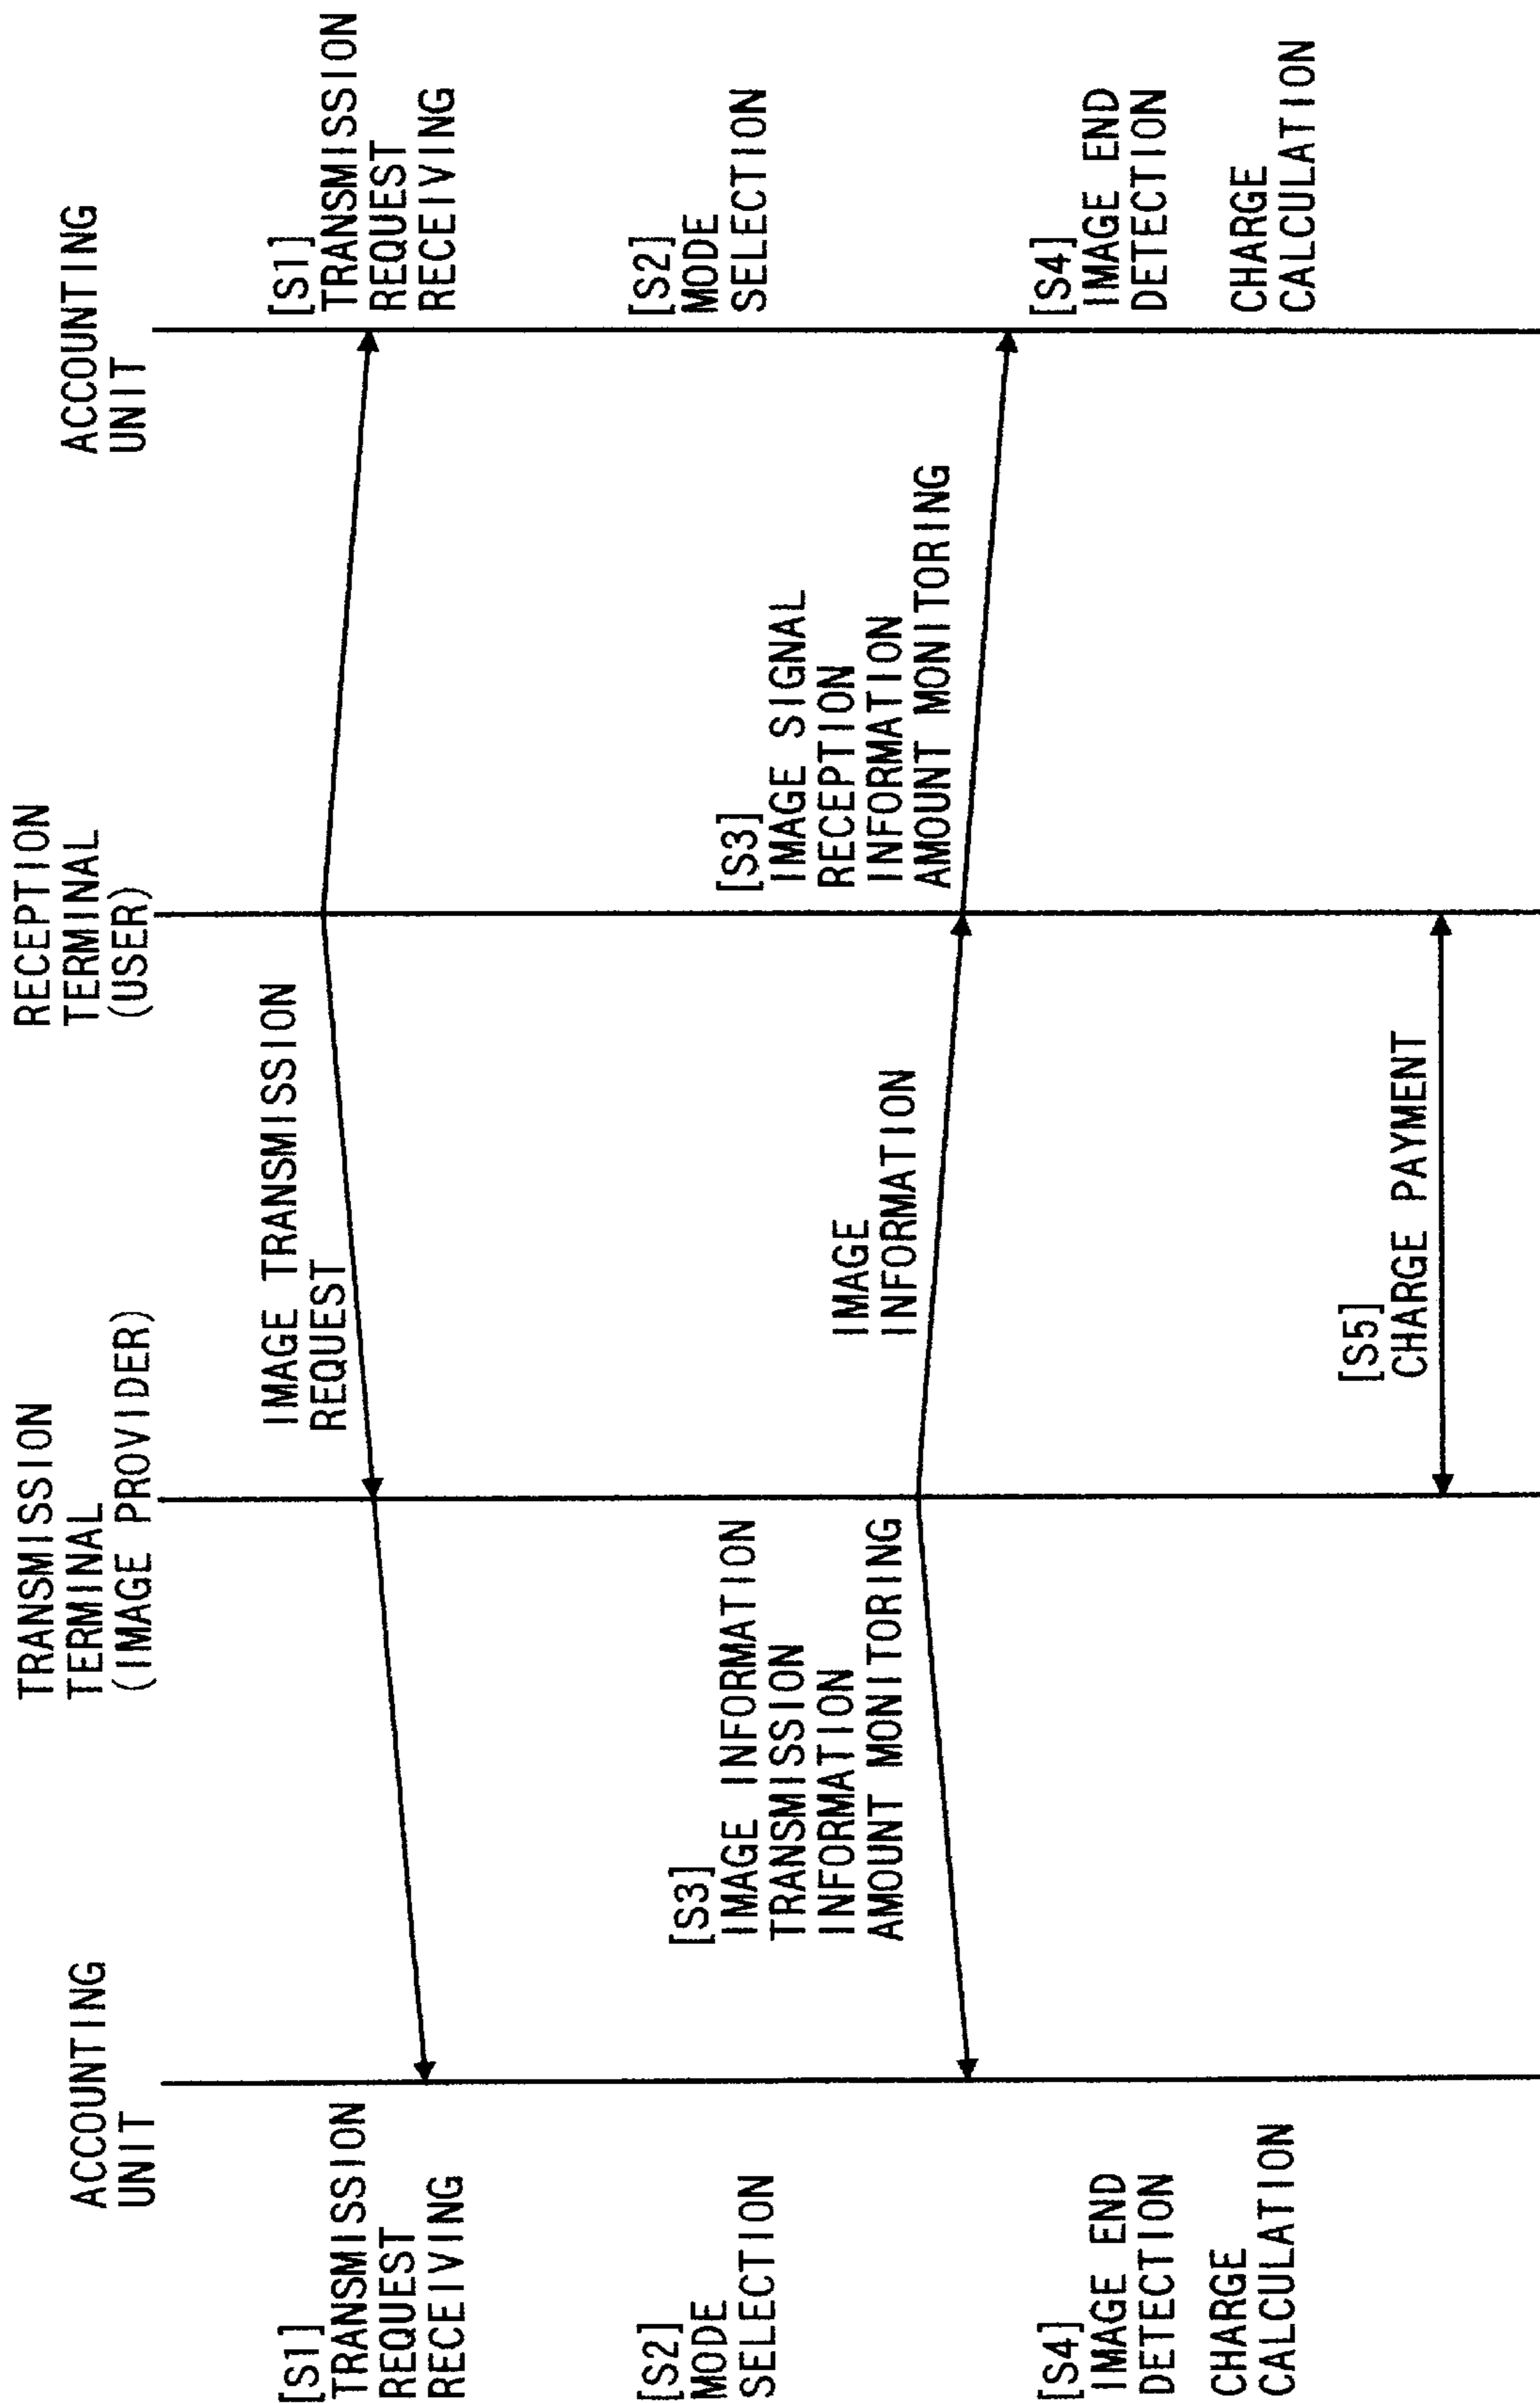 ACCOUNTING
UNIT
TRANSMISSION
TERMINAL
(IMAGE PROVIDER)
RECEPTION
TERMINAL
(USER)
ACCOUNTING
UNIT
[S1]
TRANSMISSION
REQUEST
RECEIVING
IMAGE TRANSMISSION
REQUEST
[S1]
TRANSMISSION
REQUEST
RECEIVING
[S2]
MODE
SELECTION
[S2]
MODE
SELECTION
[S3]
IMAGE INFORMATION
TRANSMISSION
INFORMATION
AMOUNT MONITORING
IMAGE
INFORMATION
[S3]
IMAGE SIGNAL
RECEPTION
INFORMATION
AMOUNT MONITORING
[S4]
IMAGE END
DETECTION
CHARGE
CALCULATION
[S4]
IMAGE END
DETECTION
CHARGE
CALCULATION
[S5]
CHARGE PAYMENT